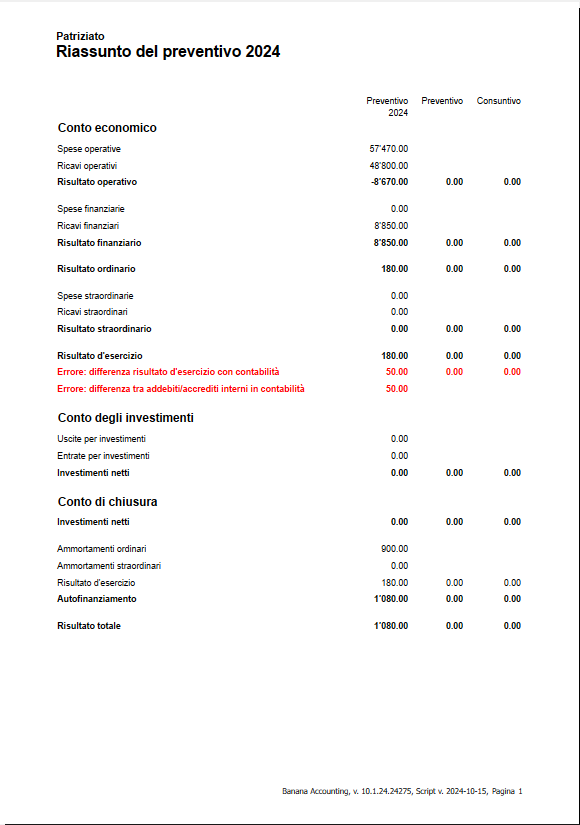 Patriziato
Riassunto del preventivo 2024
Preventivo 2024 Preventivo Consuntivo
Conto economico
Spese operative 57'470.00
Ricavi operativi 48'800.00
Risultato operativo -8'670.00 0.00 0.00
Spese finanziarie 0.00
Ricavi finanziari 8'850.00
Risultato finanziario 8'850.00 0.00 0.00
Risultato ordinario 180.00 0.00 0.00
Spese straordinarie 0.00
Ricavi straordinari 0.00
Risultato straordinario 0.00 0.00 0.00
Risultato d'esercizio 180.00 0.00 0.00
Errore: differenza risultato d'esercizio con contabilità 50.00 0.00 0.00
Errore: differenza tra addebiti/accrediti interni in contabilità 50.00
Conto degli investimenti
Uscite per investimenti 0.00
Entrate per investimenti 0.00
Investimenti netti 0.00 0.00 0.00
Conto di chiusura
Investimenti netti 0.00 0.00 0.00
Ammortamenti ordinari 900.00
Ammortamenti straordinari 0.00
Risultato d'esercizio 180.00 0.00 0.00
Autofinanziamento 1'080.00 0.00 0.00
Risultato totale 1'080.00 0.00 0.00
Banana Accounting, v. 10.1.24.24275, Script v. 2024-10-15, Pagina 1